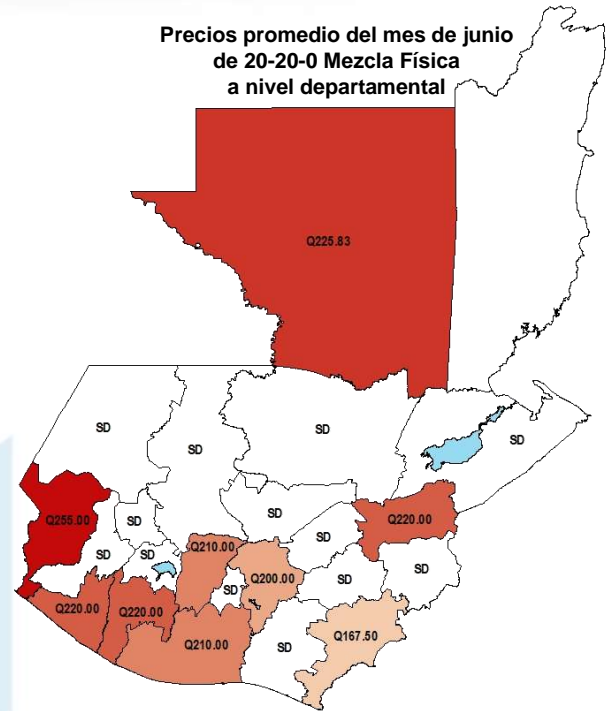 Precios promedio del mes de junio
de 20-20-0 Mezcla Física
a nivel departamental
Q225.83
SD
SD
SD
SD
SD
Q255.00
SD
Q220.00
SD
SD
SD
Q210.00
SD
SD
Q200.00
SD
Q220.00
Q220.00
Q210.00
SD
Q167.50